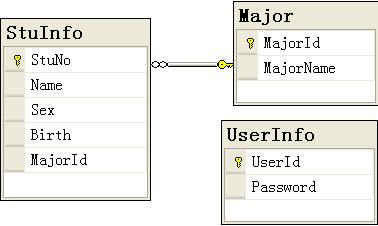 StuInfo
StuNo
Name
Sex
Birth
MajorId
Major
MajorId
MajorName
UserInfo
UserId
Password